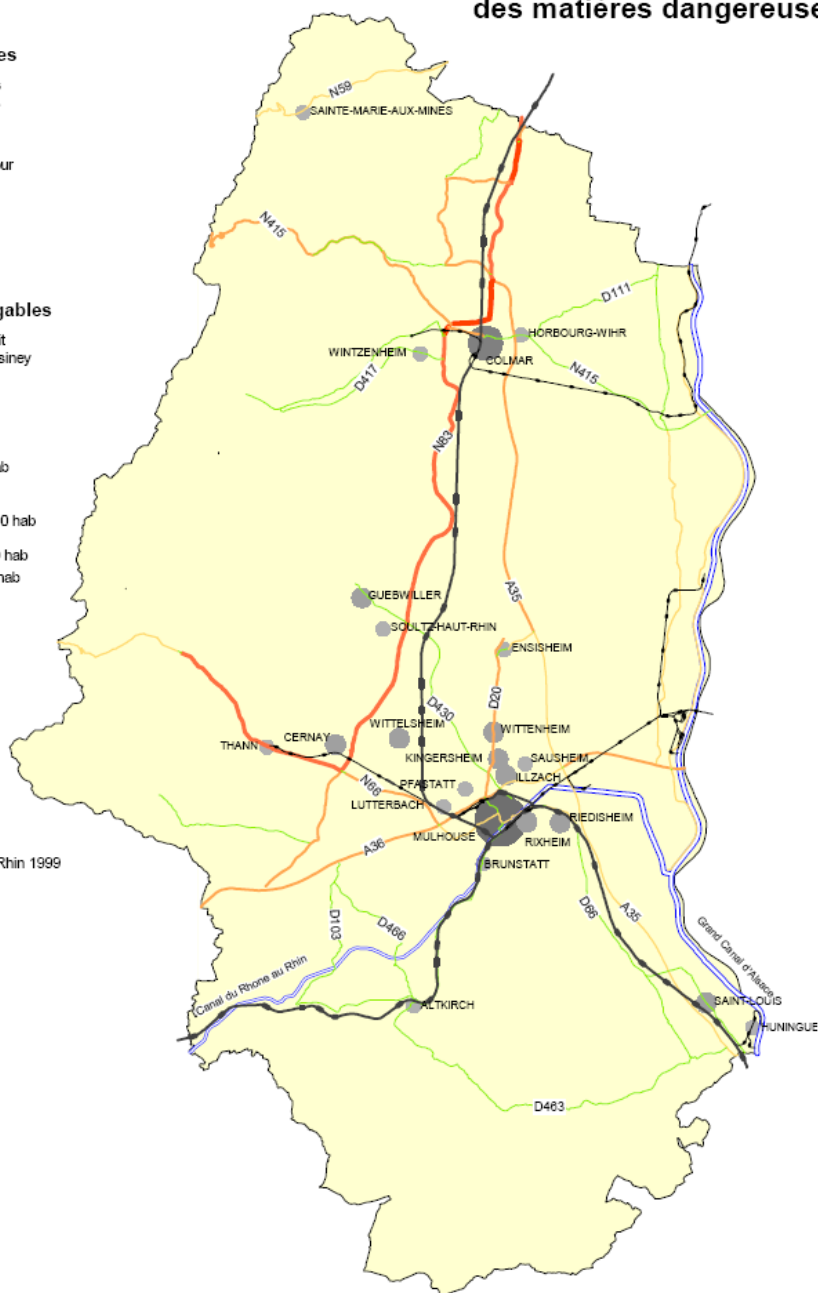 des matières dangereuse
es
ur
gables
it
siney
ab
0 hab
hab
hab
Rhin 1999
N59
SAINTE-MARIE-AUX-MINES
N415
D111
HORBOURG-WIHR
WINTZENHEIM
COLMAR
D417
N415
N83
A35
GUEBWILLER
SOULTZ-HAUT-RHIN
ENSISHEIM
D20
D430
WITTELSHEIM
WITTENHEIM
CERNAY
THANN
KINGERSHEIM
SAUSHEIM
ILLZACH
PFASTATT
N66
LUTTERBACH
RIEDISHEIM
MULHOUSE
RIXHEIM
A36
BRUNSTATT
D103
D466
D66
A35
Grand Canal d'Alsace
Canal du Rhone au Rhin
ALTKIRCH
SAINT-LOUIS
HUNINGUE
D463